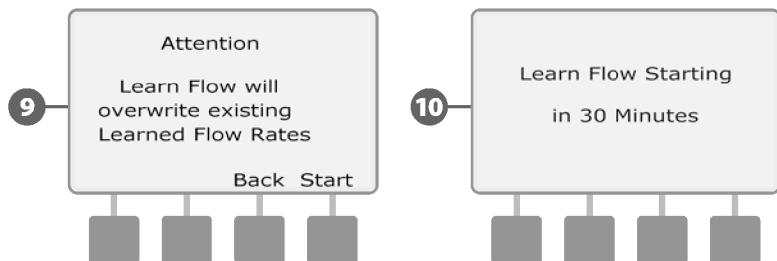 9
Attention
Learn Flow will
overwrite existing
Learned Flow Rates
Back Start
10
Learn Flow Starting
in 30 Minutes